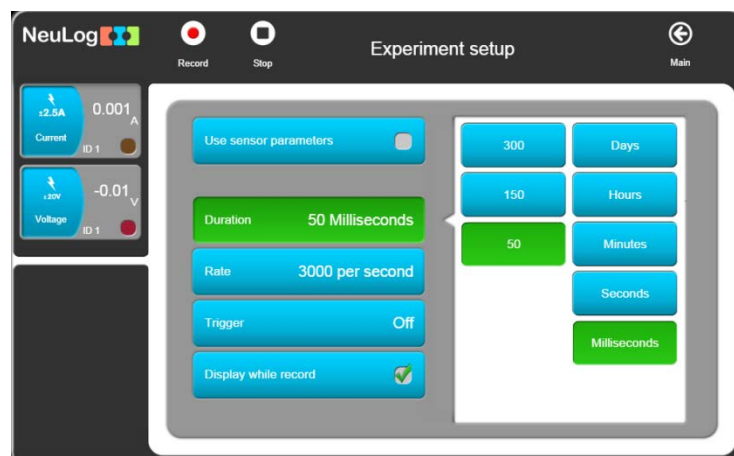 NeuLog
Record
Stop
Experiment setup
Main
±2.5A
0.001
A
Current
ID 1
±20V
-0.01
V
Voltage
ID 1
Use sensor parameters
Duration 50 Milliseconds
Rate 3000 per second
Trigger Off
Display while record
300 Days
150 Hours
50 Minutes
Seconds
Milliseconds